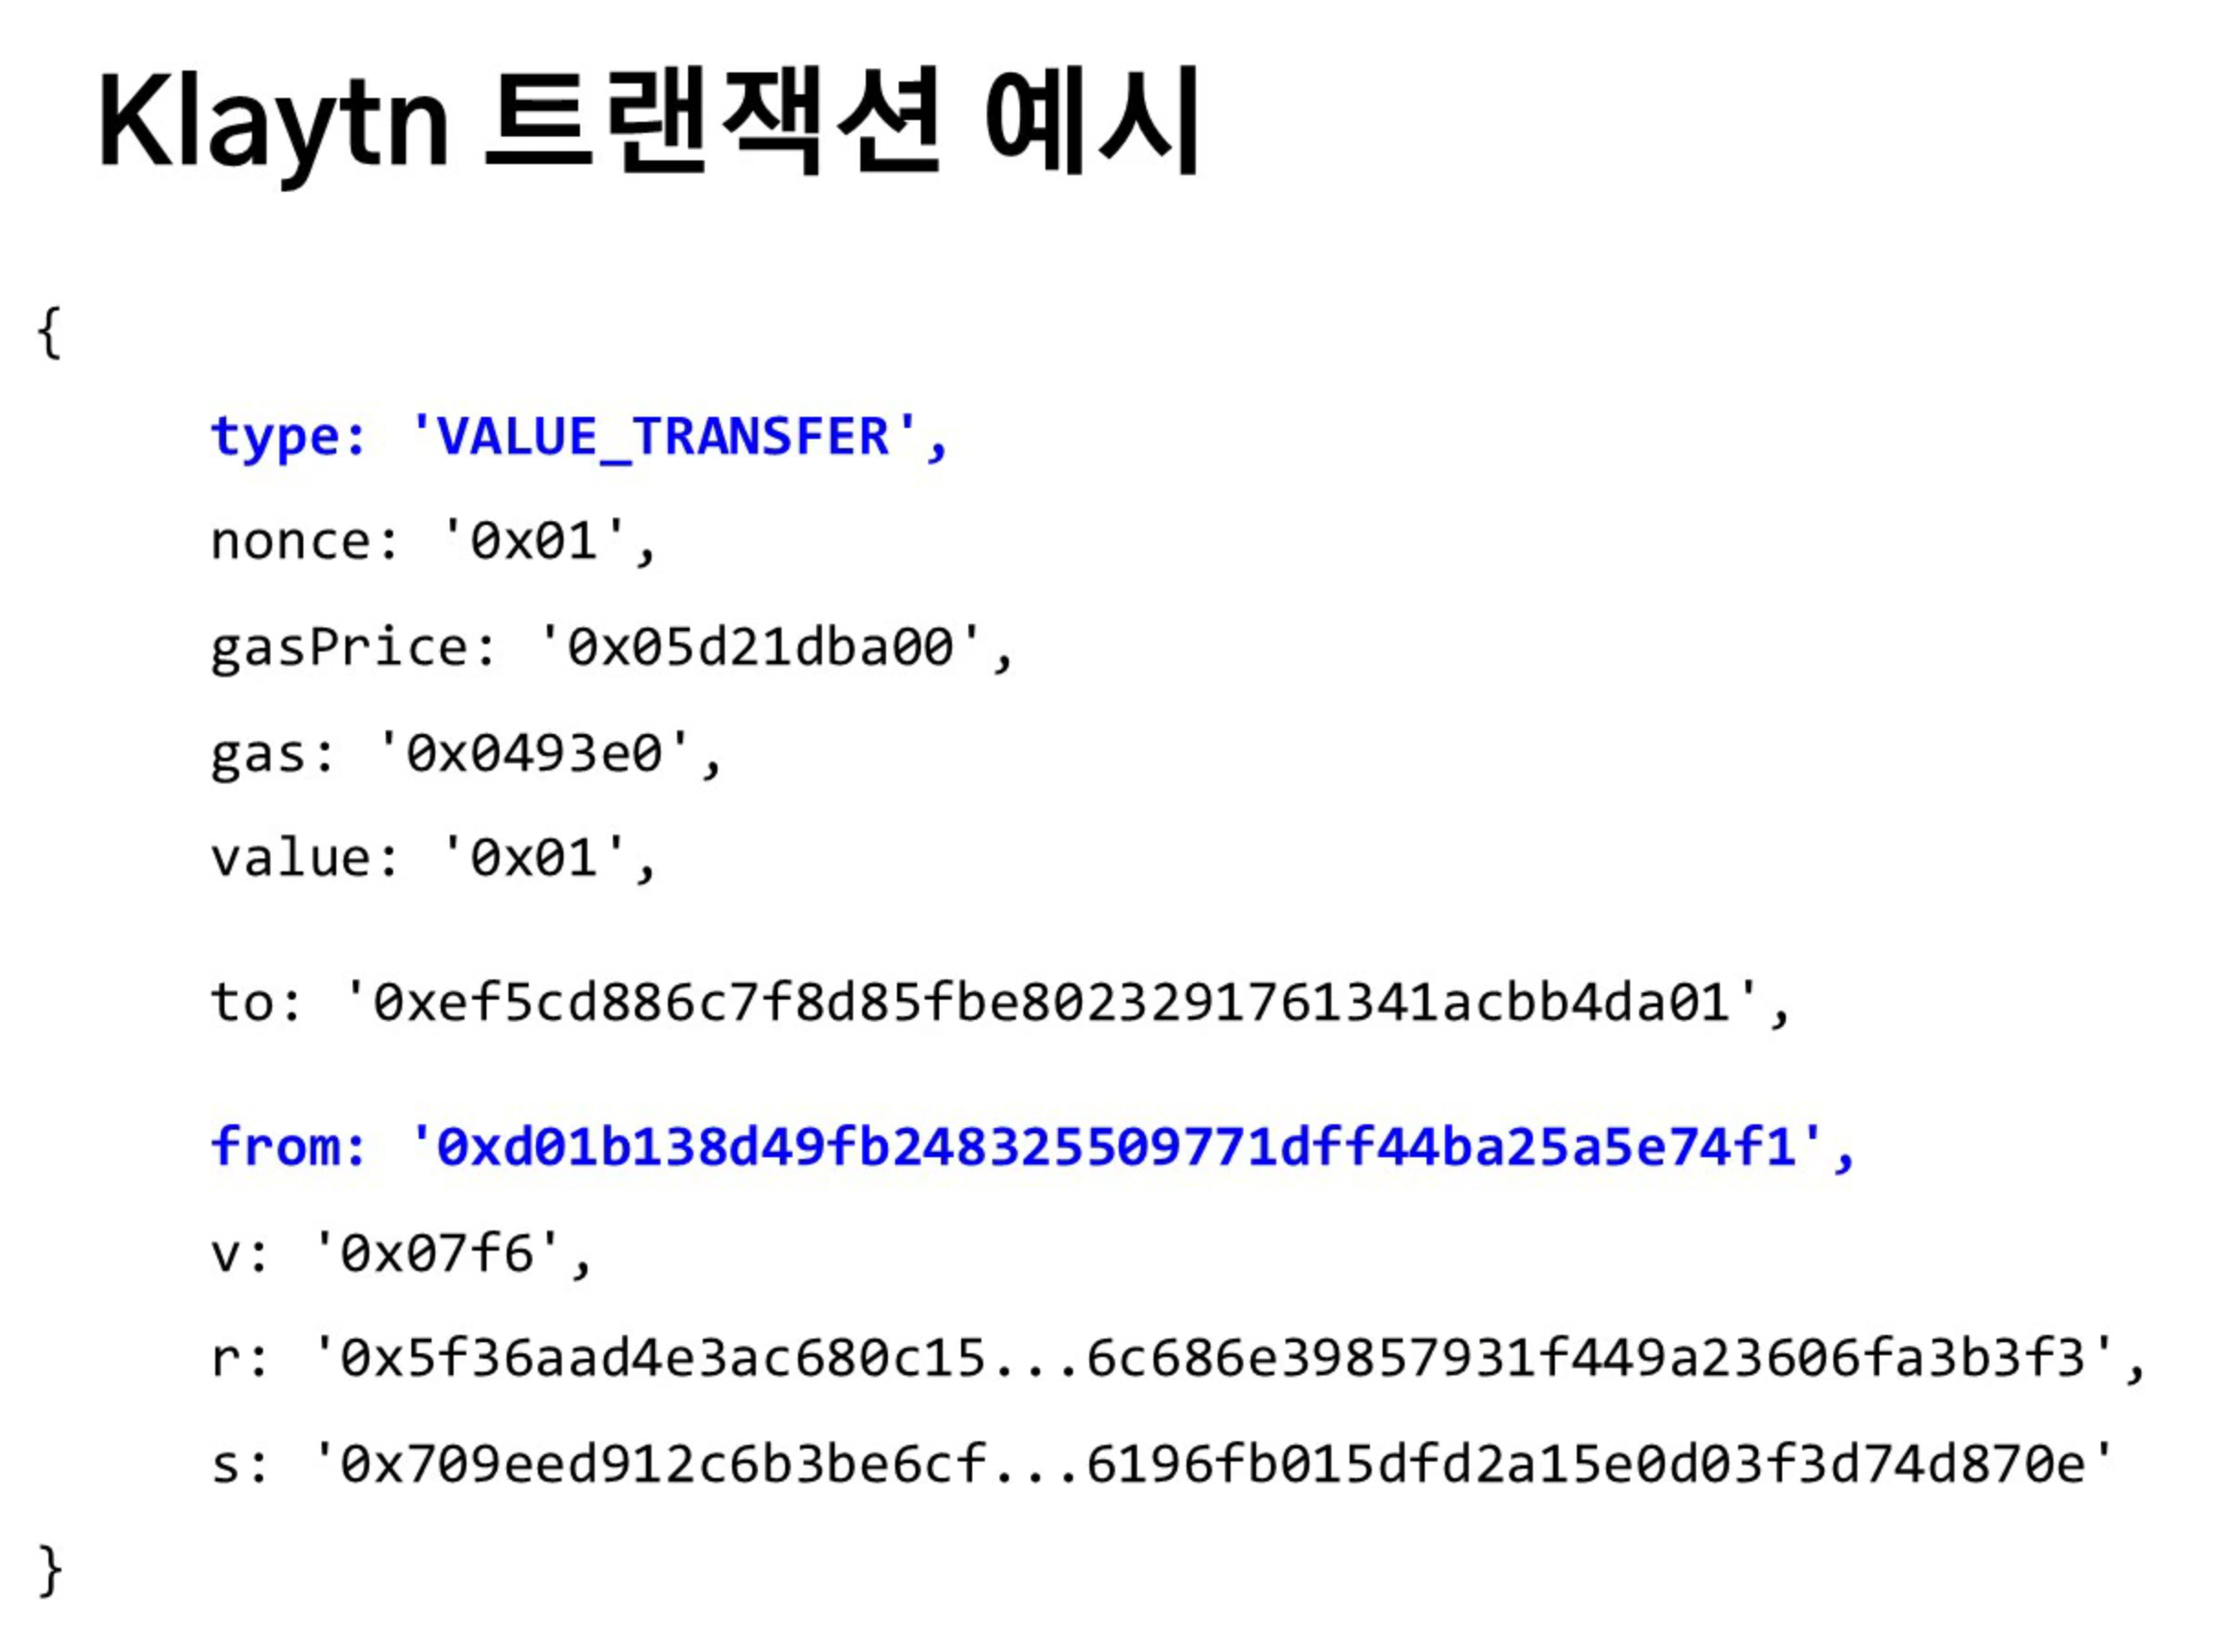 Klaytn 트랜잭션 예시
{
type: 'VALUE_TRANSFER',
nonce: '0x01',
gasPrice: '0x05d21dba00',
gas: '0x0493e0',
value: '0x01',
to: '0xef5cd886c7f8d85fbe8023291761341acbb4da01',
from: '0xd01b138d49fb248325509771dff44ba25a5e74f1',
v: '0x07f6',
r: '0x5f36aad4e3ac680c15...6c686e39857931f449a23606fa3b3f3',
s: '0x709eed912c6b3be6cf...6196fb015dfd2a15e0d03f3d74d870e'
}